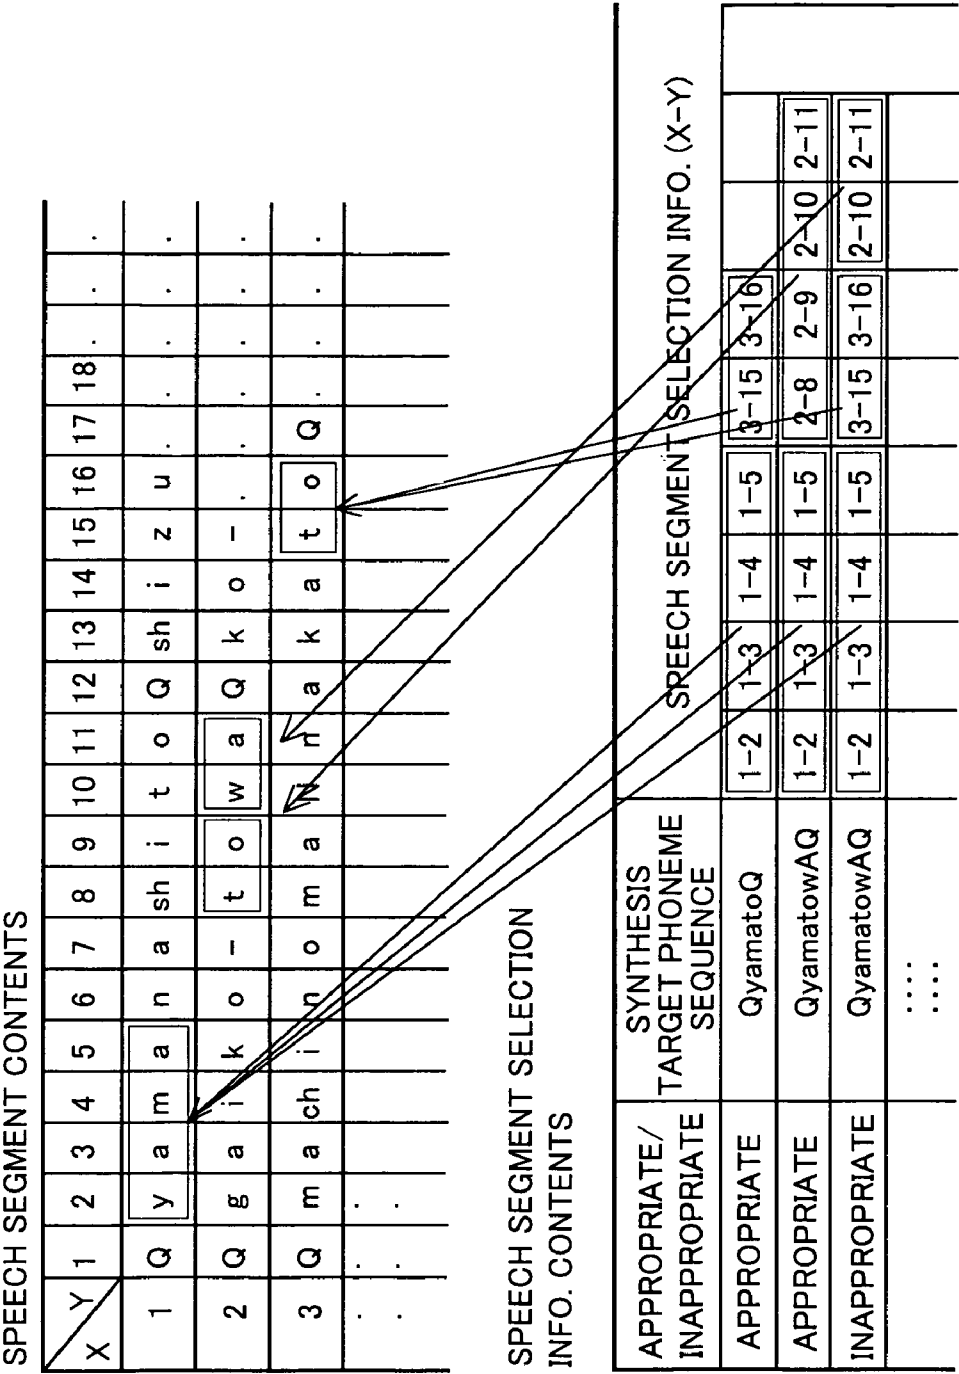 SPEECH SEGMENT CONTENTS
X Y 1 2 3 4 5 6 7 8 9 10 11 12 13 14 15 16 17 18 . . .
1 Q y a m a n a sh i t o Q sh i z u . . . . .
2 Q g a i k o - t o w a Q k o - . . . . . .
3 Q m a ch i n o m a n n a k a t o Q . . . .
. .
. .
SPEECH SEGMENT SELECTION
INFO. CONTENTS
APPROPRIATE/
INAPPROPRIATE
SYNTHESIS
TARGET PHONEME
SEQUENCE
SPEECH SEGMENT SELECTION INFO. (X-Y)
APPROPRIATE QyamatoQ 1-2 1-3 1-4 1-5 3-15 3-16
APPROPRIATE QyamatowAQ 1-2 1-3 1-4 1-5 2-8 2-9 2-10 2-11
INAPPROPRIATE QyamatowAQ 1-2 1-3 1-4 1-5 3-15 3-16 2-10 2-11
....
....